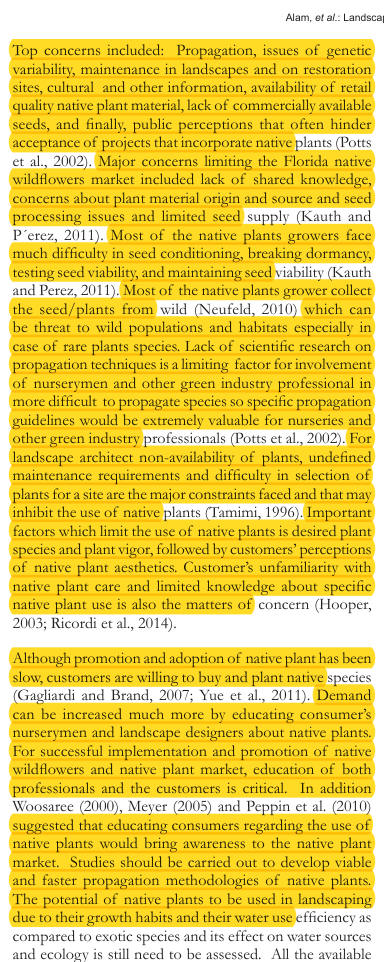 Alam, et al.: Landsca
Top concerns included: Propagation, issues of genetic
variability, maintenance in landscapes and on restoration
sites, cultural and other information, availability of retail
quality native plant material, lack of commercially available
seeds, and finally, public perceptions that often hinder
acceptance of projects that incorporate native plants (Potts
et al., 2002). Major concerns limiting the Florida native
wildflowers market included lack of shared knowledge,
concerns about plant material origin and source and seed
processing issues and limited seed supply (Kauth and
P´erez, 2011). Most of the native plants growers face
much difficulty in seed conditioning, breaking dormancy,
testing seed viability, and maintaining seed viability (Kauth
and Perez, 2011). Most of the native plants grower collect
the seed/plants from wild (Neufeld, 2010) which can
be threat to wild populations and habitats especially in
case of rare plants species. Lack of scientific research on
propagation techniques is a limiting factor for involvement
of nurserymen and other green industry professional in
more difficult to propagate species so specific propagation
guidelines would be extremely valuable for nurseries and
other green industry professionals (Potts et al., 2002). For
landscape architect non-availability of plants, undefined
maintenance requirements and difficulty in selection of
plants for a site are the major constraints faced and that may
inhibit the use of native plants (Tamimi, 1996). Important
factors which limit the use of native plants is desired plant
species and plant vigor, followed by customers' perceptions
of native plant aesthetics. Customer's unfamiliarity with
native plant care and limited knowledge about specific
native plant use is also the matters of concern (Hooper,
2003; Ricordi et al., 2014).
Although promotion and adoption of native plant has been
slow, customers are willing to buy and plant native species
(Gagliardi and Brand, 2007; Yue et al., 2011). Demand
can be increased much more by educating consumer's
nurserymen and landscape designers about native plants.
For successful implementation and promotion of native
wildflowers and native plant market, education of both
professionals and the customers is critical. In addition
Woosaree (2000), Meyer (2005) and Peppin et al. (2010)
suggested that educating consumers regarding the use of
native plants would bring awareness to the native plant
market. Studies should be carried out to develop viable
and faster propagation methodologies of native plants.
The potential of native plants to be used in landscaping
due to their growth habits and their water use efficiency as
compared to exotic species and its effect on water sources
and ecology is still need to be assessed. All the available